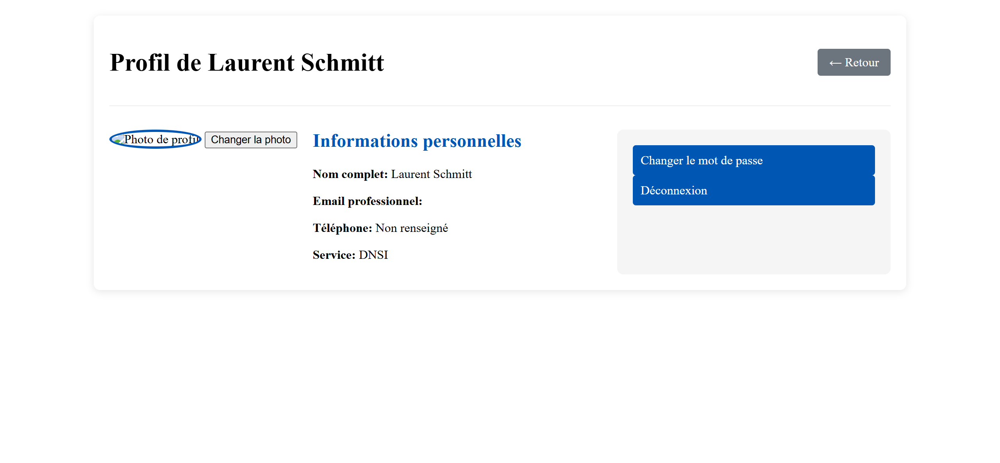 Profil de Laurent Schmitt
← Retour
Photo de profil
Changer la photo
Informations personnelles
Nom complet: Laurent Schmitt
Email professionnel:
Téléphone: Non renseigné
Service: DNSI
Changer le mot de passe
Déconnexion